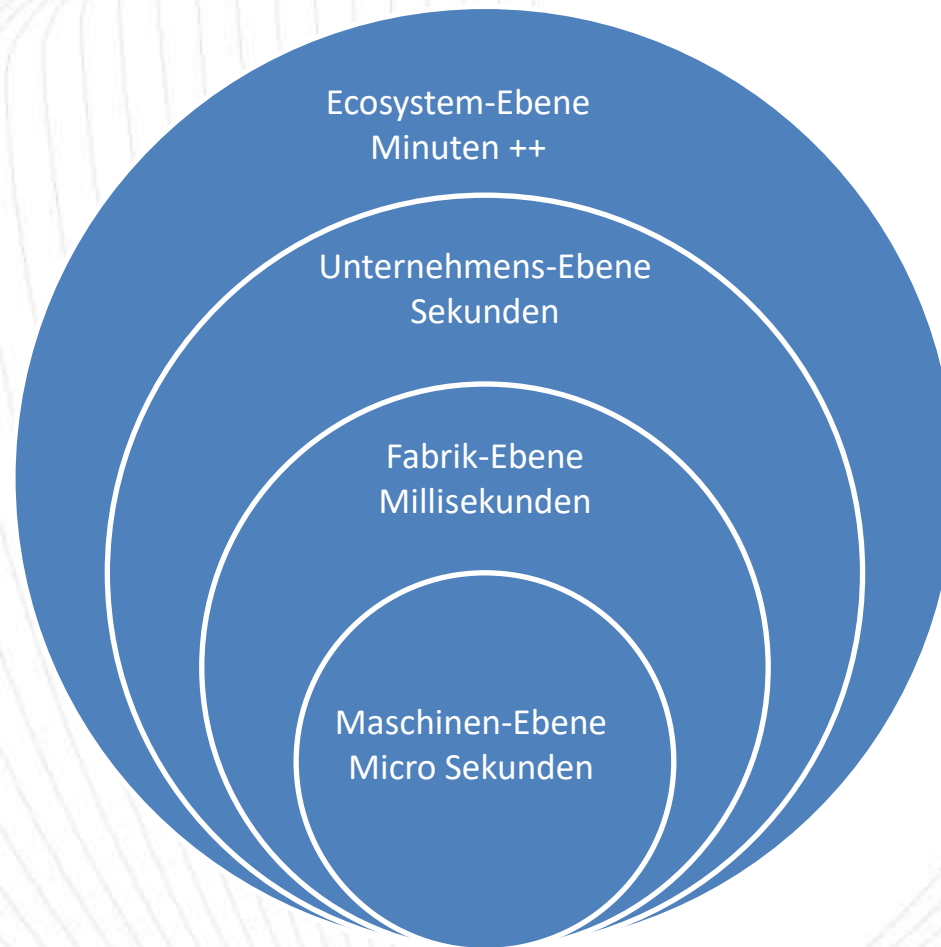 Ecosystem-Ebene
Minuten ++
Unternehmens-Ebene
Sekunden
Fabrik-Ebene
Millisekunden
Maschinen-Ebene
Micro Sekunden